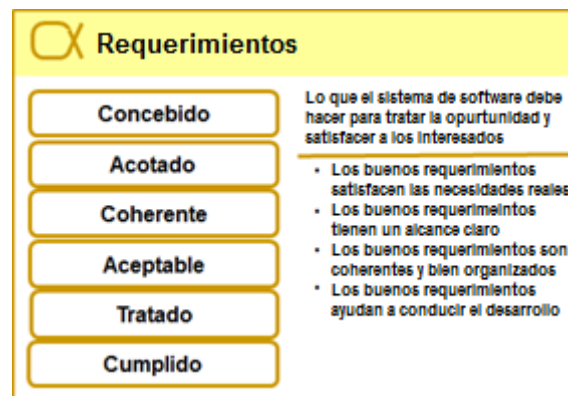 Requerimientos
Concebido
Acotado
Coherente
Aceptable
Tratado
Cumplido
Lo que el sistema de software debe
hacer para tratar la opurtunidad y
satisfacer a los interesados
• Los buenos requerimientos
satisfacen las necesidades reales
• Los buenos requerimeintos
tienen un alcance claro
• Los buenos requerimientos son
coherentes y bien organizados
• Los buenos requerimientos
ayudan a conducir el desarrollo